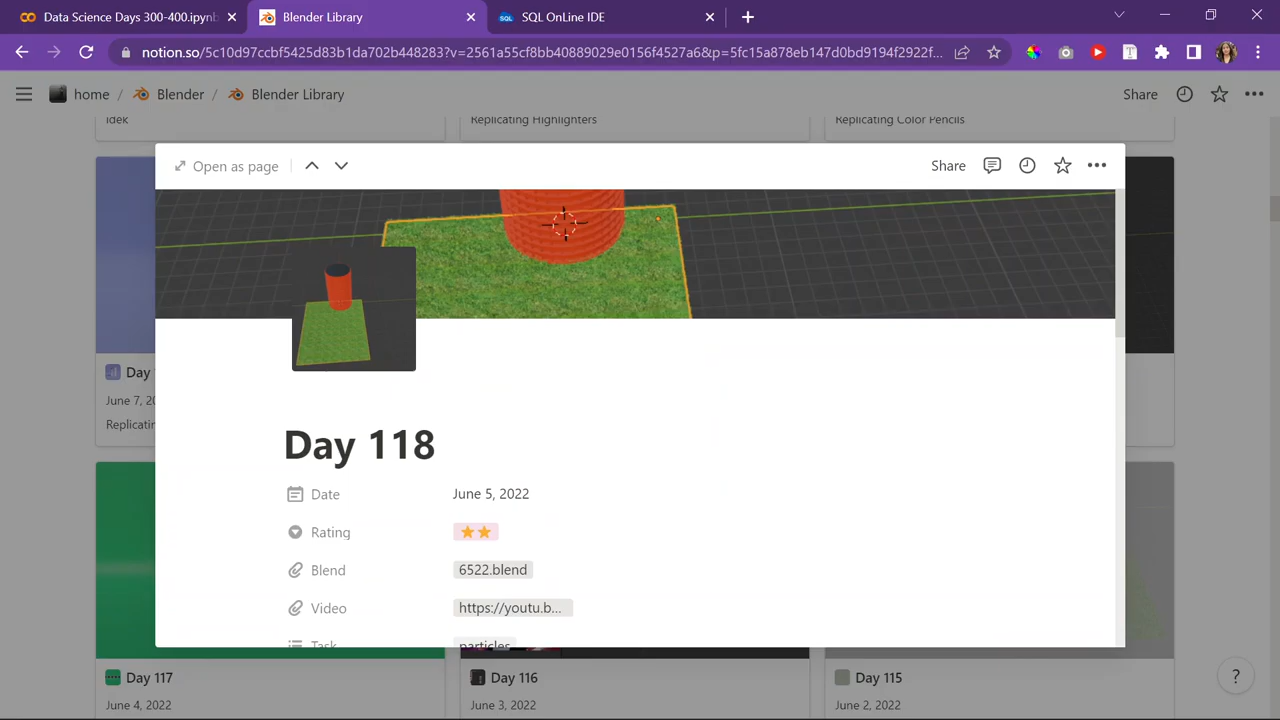 Data Science Days 300-400.ipynb
Blender Library
SQL OnLine IDE
notion.so/5c10d97ccbf5425d83b1da702b448283?v=2561a55cf8bb40889029e0156f4527a6&p=5fc15a878eb147d0bd9194f2922f...
home / Blender / Blender Library
Share
Idek
Replicating Highlighters
Replicating Color Pencils
Open as page
Share
Day 118
Date June 5, 2022
Rating
Blend 6522.blend
Video https://youtu.b...
Task particles
Day
June 7, 20
Replicatin
Day 117
Day 116
Day 115
June 4, 2022
June 3, 2022
June 2, 2022
?